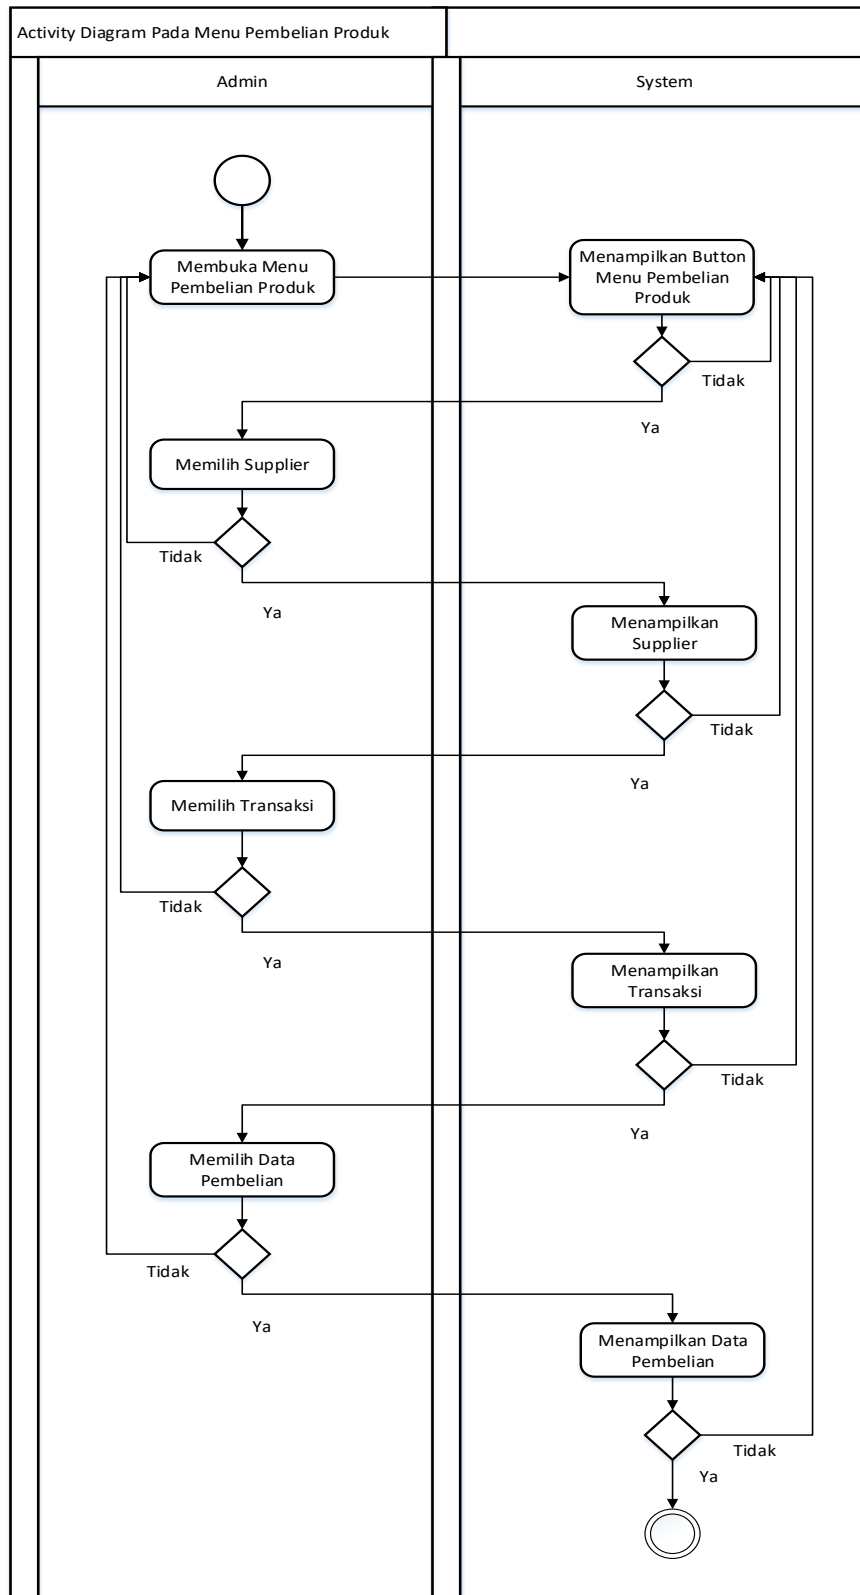 Activity Diagram Pada Menu Pembelian Produk
Admin
System
Membuka Menu
Pembelian Produk
Menampilkan Button
Menu Pembelian
Produk
Tidak
Ya
Memilih Supplier
Tidak
Ya
Menampilkan
Supplier
Tidak
Ya
Memilih Transaksi
Tidak
Ya
Menampilkan
Transaksi
Tidak
Ya
Memilih Data
Pembelian
Tidak
Ya
Menampilkan Data
Pembelian
Tidak
Ya